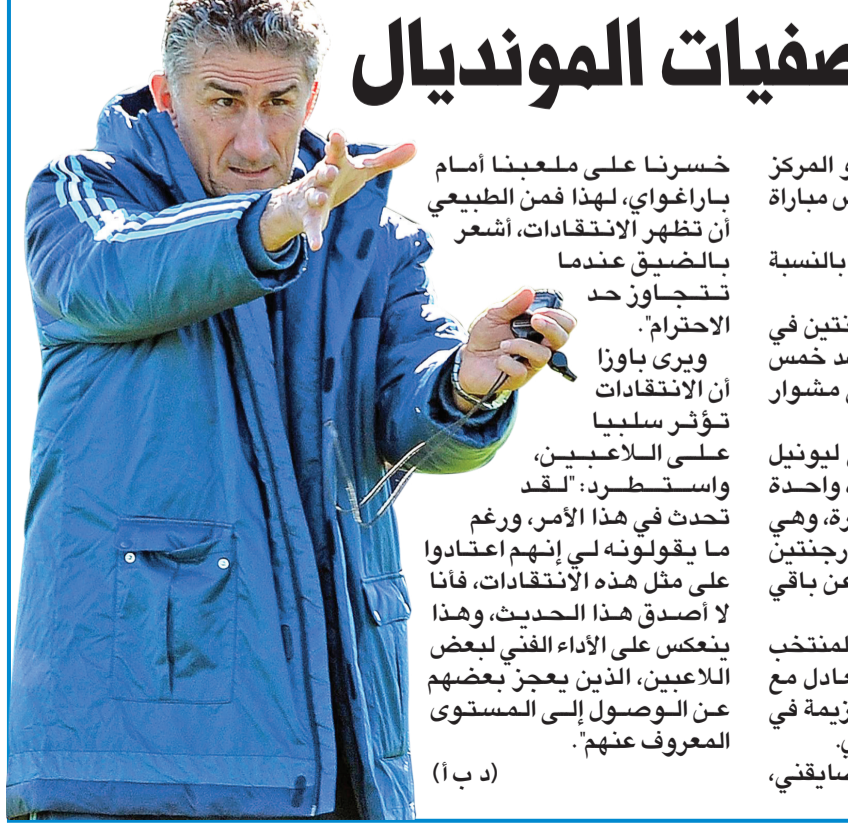 صفيات المونديال
و المركز
مباراة
بالنسبة
نتين في
د خمس
مشوار
ليونيل
واحدة
رة، وهي
رجنتين
عن باقي
لمنتخب
عادل مع
زيمة في
ي.
ضايقني،
خسرنا على ملعبنا أمام
باراغواي، لهذا فمن الطبيعي
أن تظهر الانتقادات، أشعر
بالضيق عندما
تتجاوز حد
الاحترام".
ويرى باوزا
أن الانتقادات
تؤثر سلبيا
على اللاعبين،
واستطرد: "لقد
تحدث في هذا الأمر، ورغم
ما يقولونه لي إنهم اعتادوا
على مثل هذه الانتقادات، فأنا
لا أصدق هذا الحديث، وهذا
ينعكس على الأداء الفني لبعض
اللاعبين، الذين يعجز بعضهم
عن الوصول إلى المستوى
المعروف عنهم".
(د ب أ)